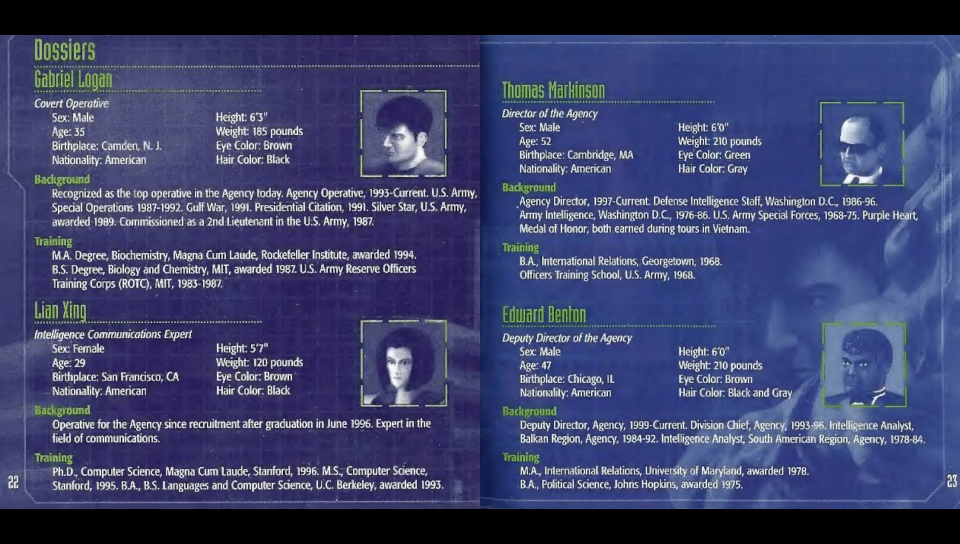 Dossiers
Gabriel Logan
Covert Operative
Sex: Male
Height: 6'3"
Age: 35
Weight: 185 pounds
Birthplace: Camden, N. J.
Eye Color: Brown
Nationality: American
Hair Color: Black
Background
Recognized as the top operative in the Agency today. Agency Operative, 1993-Current. U.S. Army,
Special Operations 1987-1992. Gulf War, 1991. Presidential Citation, 1991. Silver Star, U.S. Army,
awarded 1989. Commissioned as a 2nd Lieutenant in the U.S. Army, 1987.
Training
M.A. Degree, Biochemistry, Magna Cum Laude, Rockefeller Institute, awarded 1994.
B.S. Degree, Biology and Chemistry, MIT, awarded 1987. U.S. Army Reserve Officers
Training Corps (ROTC), MIT, 1983-1987.
Lian Xing
Intelligence Communications Expert
Sex: Female
Height: 5'7"
Age: 29
Weight: 120 pounds
Birthplace: San Francisco, CA
Eye Color: Brown
Nationality: American
Hair Color: Black
Background
Operative for the Agency since recruitment after graduation in June 1996. Expert in the
field of communications.
Training
Ph.D., Computer Science, Magna Cum Laude, Stanford, 1996. M.S., Computer Science,
Stanford, 1995. B.A., B.S. Languages and Computer Science, U.C. Berkeley, awarded 1993.
22
Thomas Markinson
Director of the Agency
Sex: Male
Height: 6'0"
Age: 52
Weight: 210 pounds
Birthplace: Cambridge, MA
Eye Color: Green
Nationality: American
Hair Color: Gray
Background
Agency Director, 1997-Current. Defense Intelligence Staff, Washington D.C., 1986-96.
Army Intelligence, Washington D.C., 1976-86. U.S. Army Special Forces, 1968-75. Purple Heart,
Medal of Honor, both earned during tours in Vietnam.
Training
B.A., International Relations, Georgetown, 1968.
Officers Training School, U.S. Army, 1968.
Edward Benton
Deputy Director of the Agency
Sex: Male
Height: 6'0"
Age: 47
Weight: 210 pounds
Birthplace: Chicago, IL
Eye Color: Brown
Nationality: American
Hair Color: Black and Gray
Background
Deputy Director, Agency, 1999-Current. Division Chief, Agency, 1993-96. Intelligence Analyst,
Balkan Region, Agency, 1984-92. Intelligence Analyst, South American Region, Agency, 1978-84.
Training
M.A., International Relations, University of Maryland, awarded 1978.
B.A., Political Science, Johns Hopkins, awarded 1975.
23